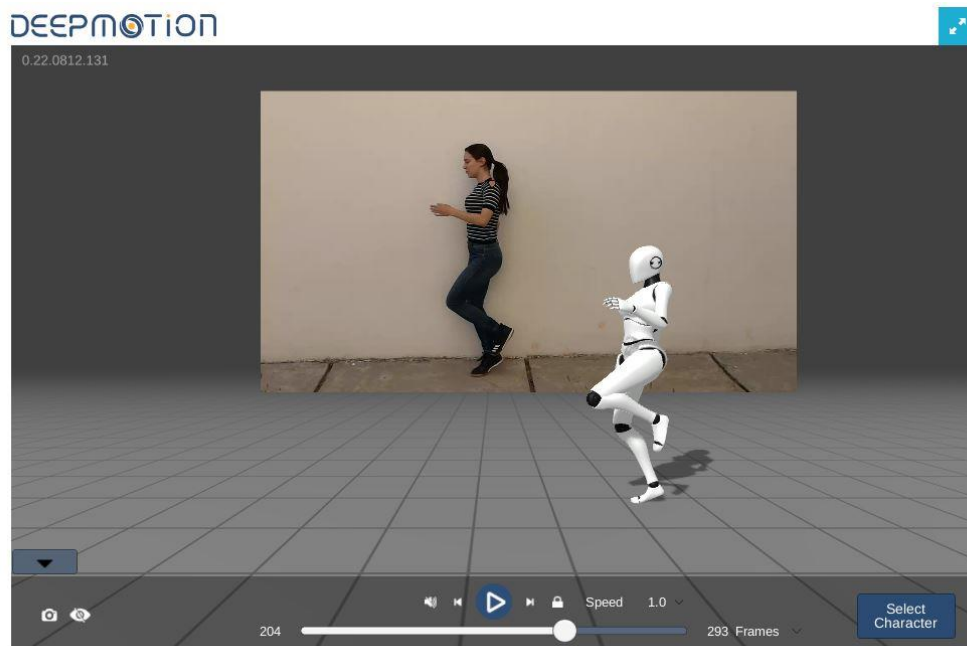 DEEPMOTION
0.22.0812.131
Speed 1.0
204
293 Frames
Select
Character